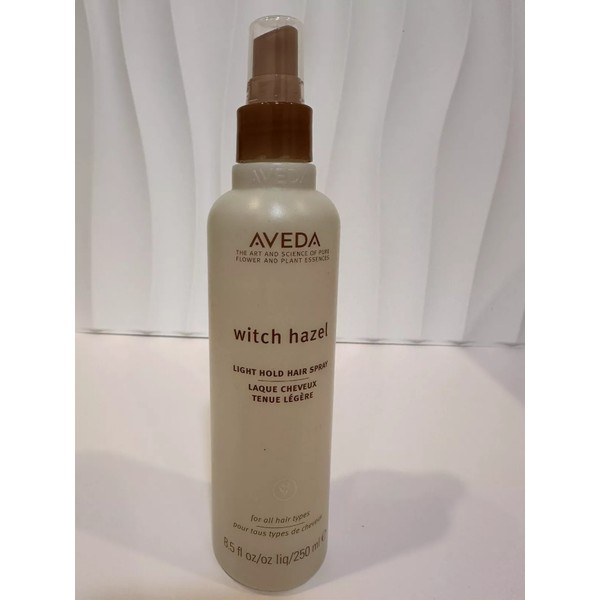 AVEDA
AVEDA
THE ART AND SCIENCE OF PURE
FLOWER AND PLANT ESSENCES
witch hazel
LIGHT HOLD HAIR SPRAY
LAQUE CHEVEUX
TENUE LÉGÈRE
for all hair types
pour tous types de cheveux
8.5 fl oz/oz liq/250 ml e